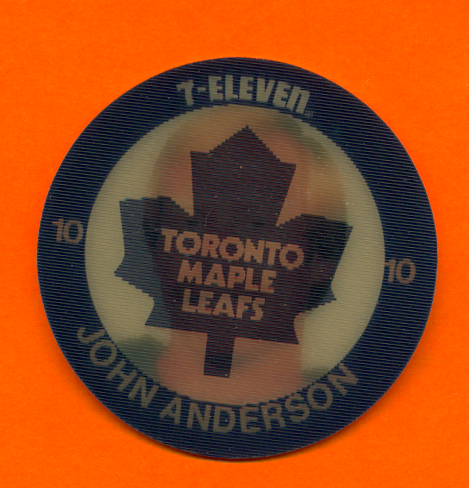 7-ELEVEn
10
TORONTO
MAPLE
LEAFS
10
JOHN ANDERSON